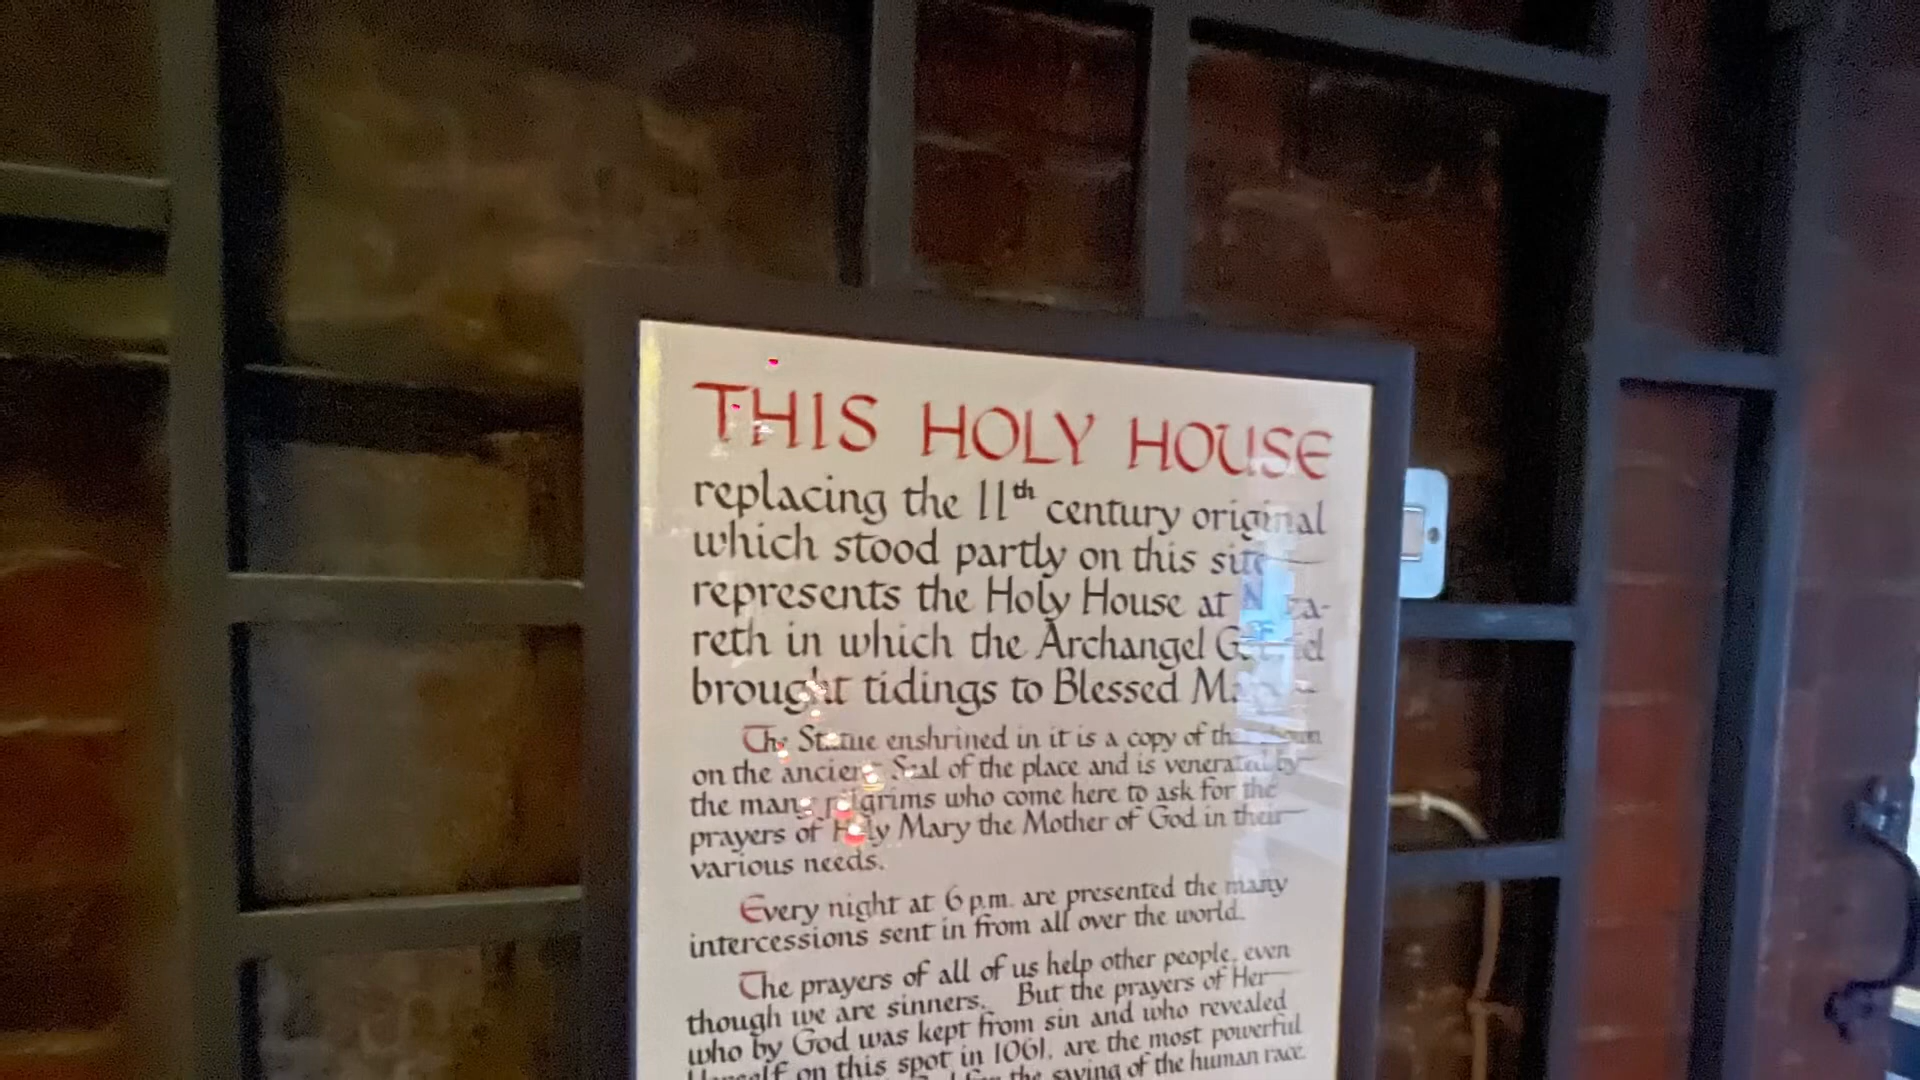 THIS HOLY HOUSE
replacing the 11th century original
which stood partly on this site
represents the Holy House at Naza-
reth in which the Archangel Gabriel
brought tidings to Blessed Mary
The Statue enshrined in it is a copy of
on the ancient Seal of the place and is venerated by
the many pilgrims who come here to ask for the
prayers of Holy Mary the Mother of God in their
various needs.
Every night at 6 p.m. are presented the many
intercessions sent in from all over the world.
The prayers of all of us help other people, even
though we are sinners. But the prayers of Her
who by God was kept from sin and who revealed
Herself on this spot in 1061, are the most powerful
the saving of the human race.